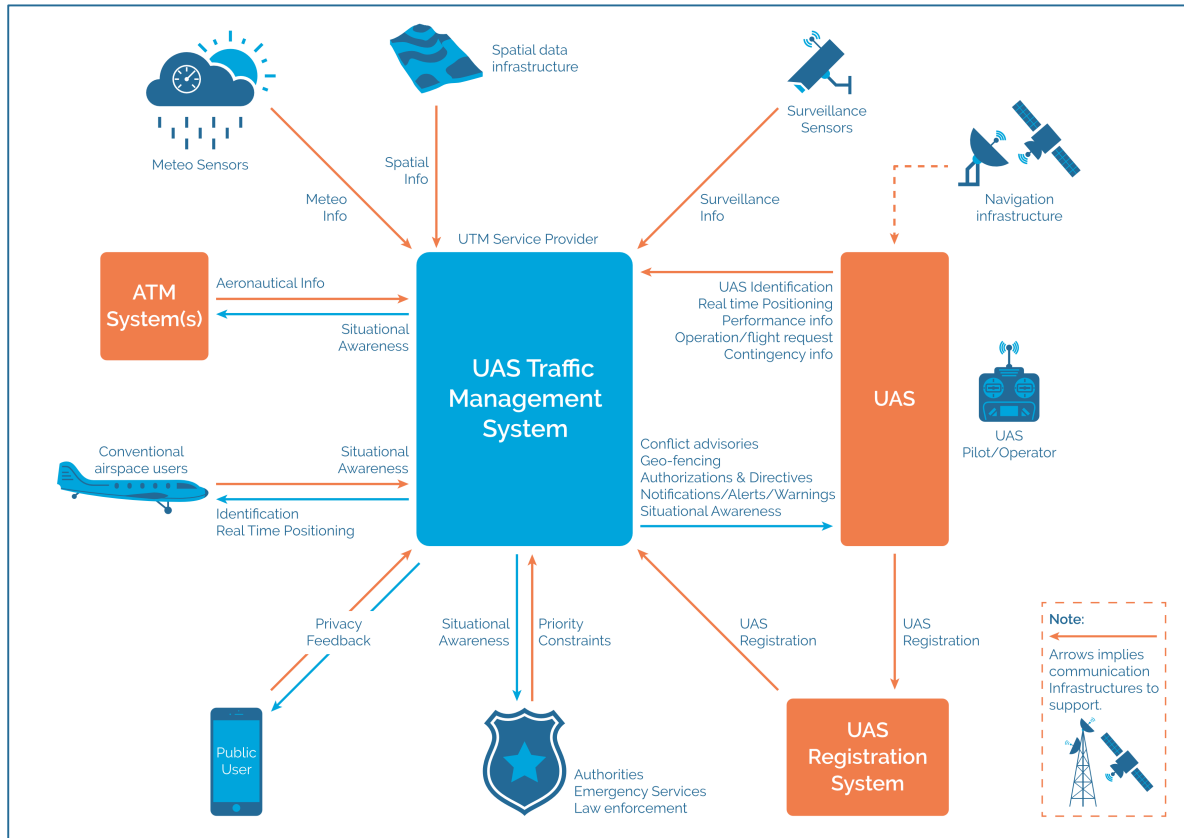 Spatial data
infrastructure
Surveillance
Sensors
Meteo Sensors
Navigation
infrastructure
Meteo
Info
Spatial
Info
Surveillance
Info
UTM Service Provider
ATM
System(s)
Aeronautical Info
Situational
Awareness
UAS Traffic
Management
System
UAS Identification
Real time Positioning
Performance info
Operation/flight request
Contingency info
UAS
UAS
Pilot/Operator
Conventional
airspace users
Situational
Awareness
Identification
Real Time Positioning
Conflict advisories
Geo-fencing
Authorizations & Directives
Notifications/Alerts/Warnings
Situational Awareness
Privacy
Feedback
Situational
Awareness
Priority
Constraints
UAS
Registration
UAS
Registration
Public
User
Authorities
Emergency Services
Law enforcement
UAS
Registration
System
Note:
Arrows implies
communication
Infrastructures to
support.